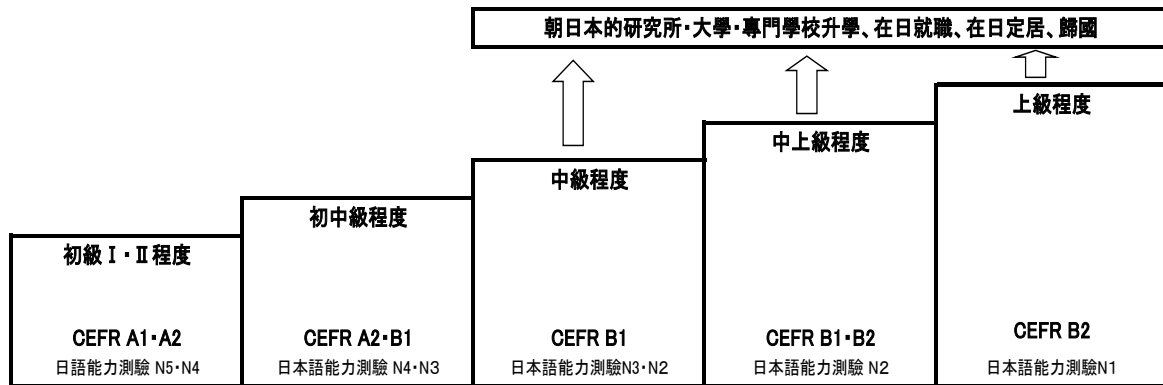 朝日本的研究所・大學・專門學校升學、在日就職、在日定居、歸國
上級程度
中上級程度
中級程度
初中級程度
初級Ⅰ・Ⅱ程度
CEFR A1・A2
日語能力測驗 N5・N4
CEFR A2・B1
日本語能力測驗 N4・N3
CEFR B1
日本語能力測驗N3・N2
CEFR B1・B2
日本語能力測驗 N2
CEFR B2
日本語能力測驗N1